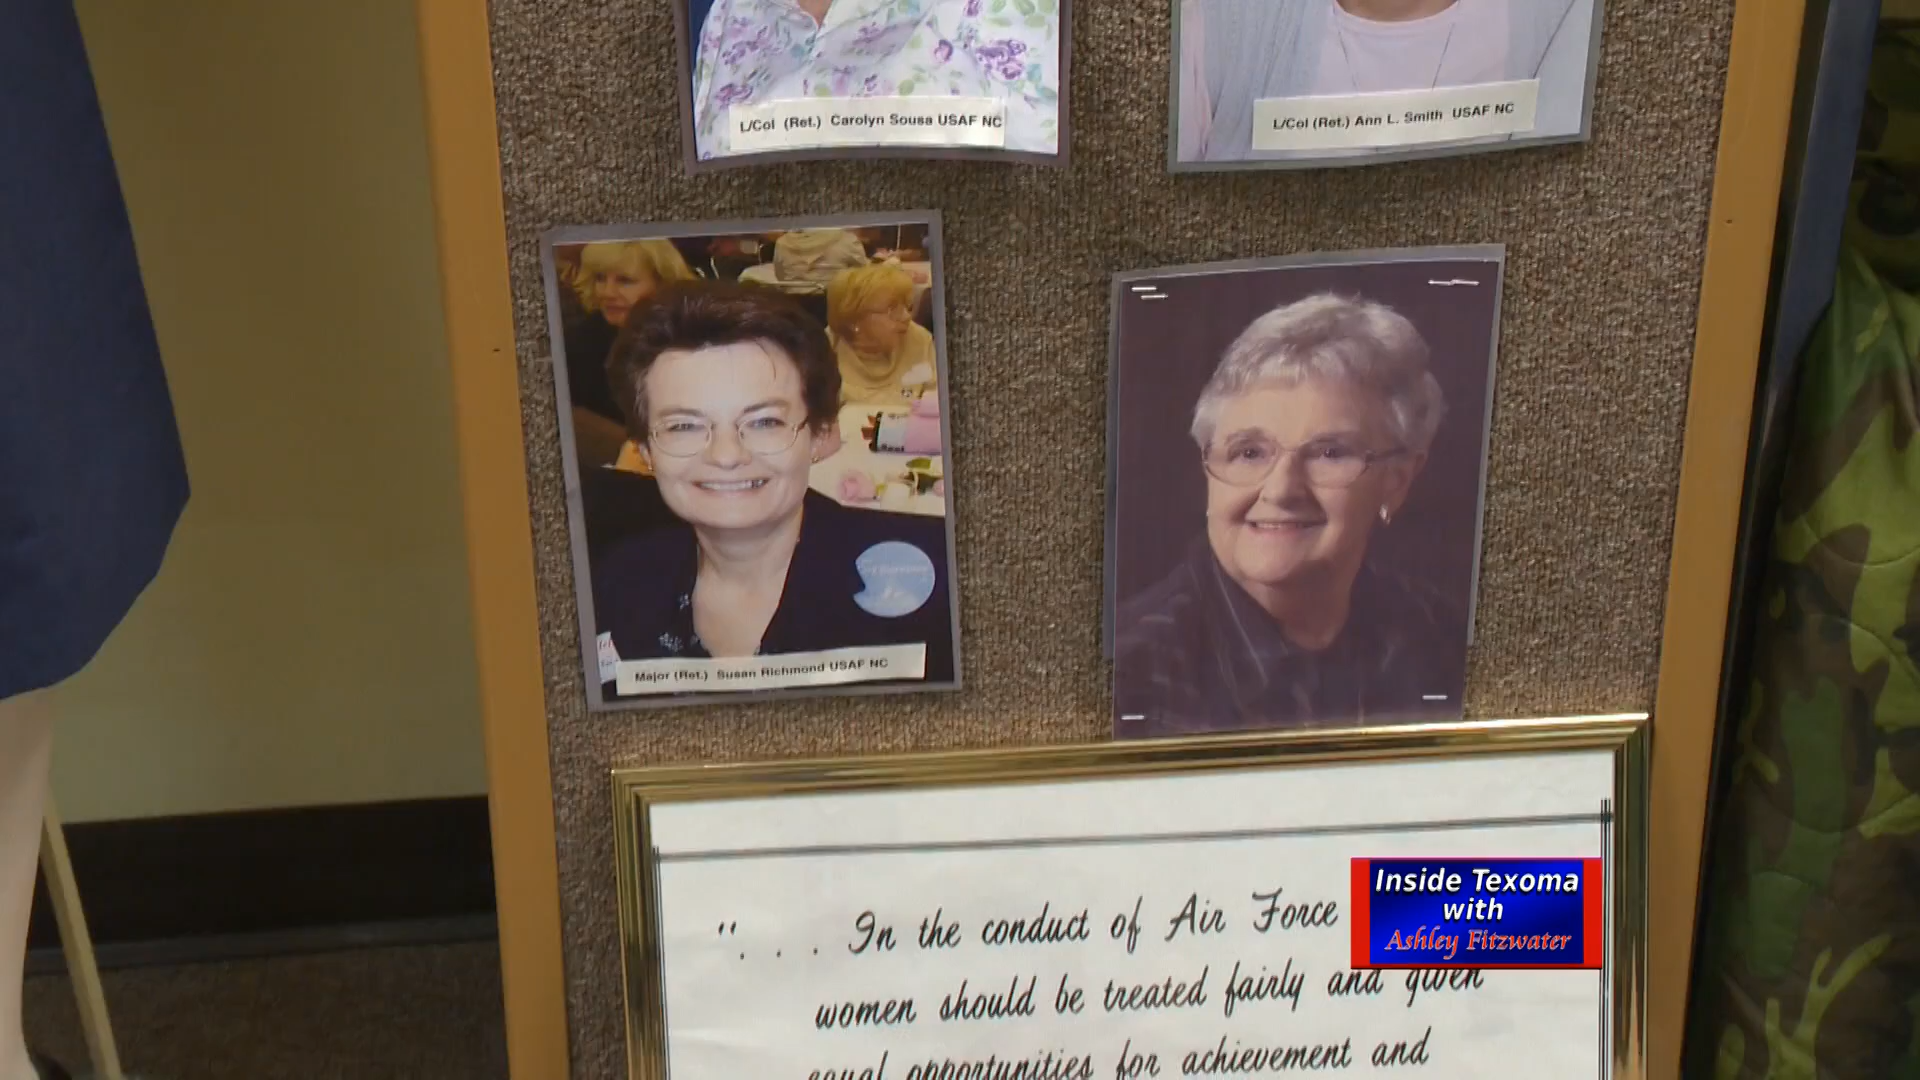 L/Col (Ret.) Carolyn Sousa USAF NC
L/Col (Ret.) Ann L. Smith USAF NC
Major (Ret.) Susan Richmond USAF NC
". . . In the conduct of Air Force
women should be treated fairly and given
equal opportunities for achievement and
Inside Texoma
with
Ashley Fitzwater